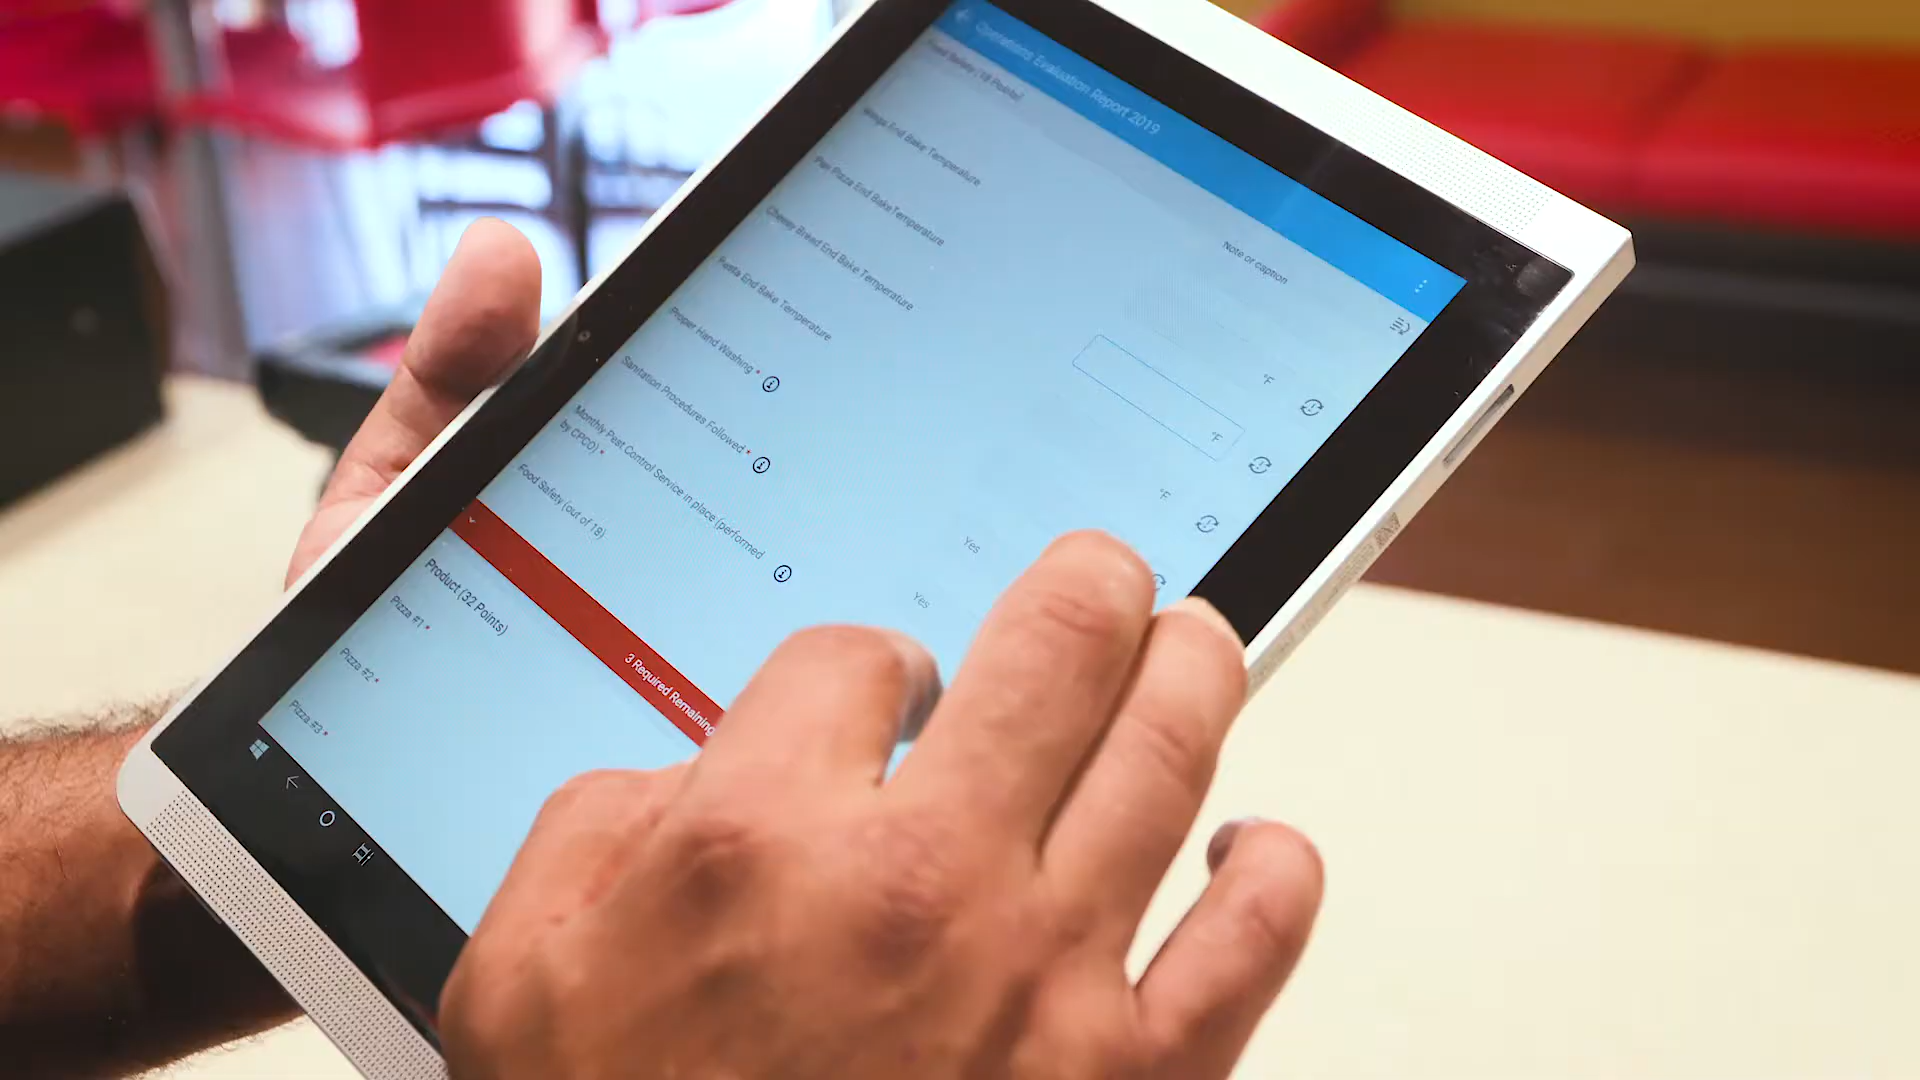 Operations Evaluation Report 2019
Food Safety (18 Points)
Note or caption
Wings End Bake Temperature
°F
Pan Pizza End BakeTemperature
°F
Cheesy Bread End Bake Temperature
°F
Pasta End Bake Temperature
Proper Hand Washing *
Yes
Sanitation Procedures Followed *
Yes
Monthly Pest Control Service in place (performed
by CPCO) *
Food Safety (out of 18)
3 Required Remaining
Product (32 Points)
Pizza #1 *
Pizza #2 *
Pizza #3 *